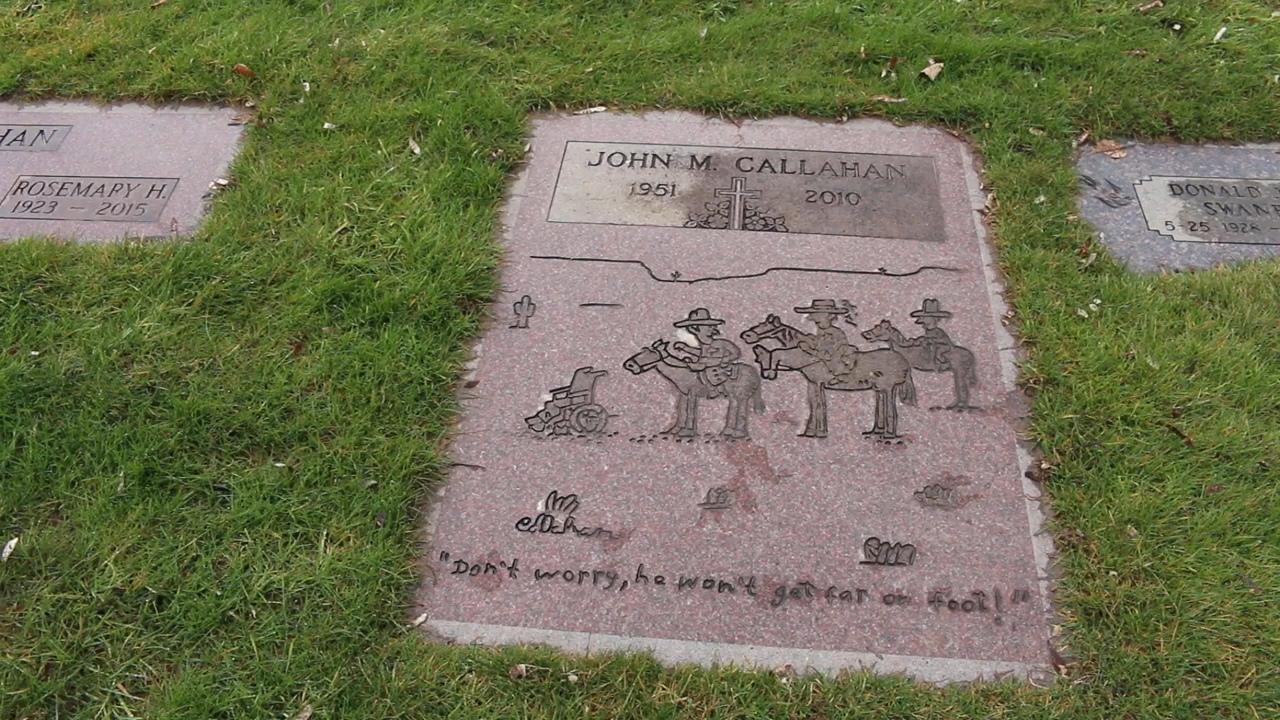 HAN
ROSEMARY H.
1923 — 2015
JOHN M. CALLAHAN
1951 2010
DONALD
SWAN
5 25 1928 –
Callahan
"Don't worry, he won't get far on foot!"